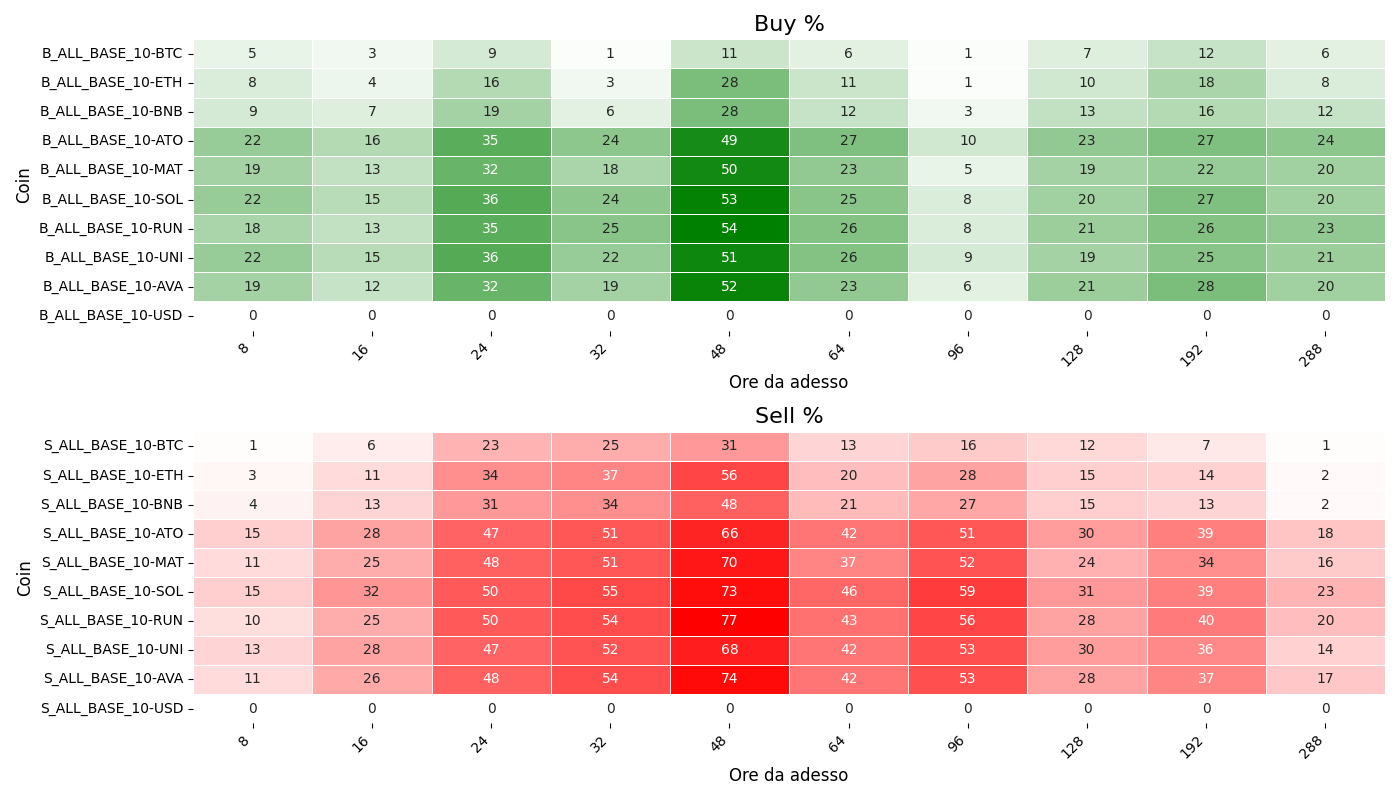 Buy %
Coin
B_ALL_BASE_10-BTC 5 3 9 1 11 6 1 7 12 6
B_ALL_BASE_10-ETH 8 4 16 3 28 11 1 10 18 8
B_ALL_BASE_10-BNB 9 7 19 6 28 12 3 13 16 12
B_ALL_BASE_10-ATO 22 16 35 24 49 27 10 23 27 24
B_ALL_BASE_10-MAT 19 13 32 18 50 23 5 19 22 20
B_ALL_BASE_10-SOL 22 15 36 24 53 25 8 20 27 20
B_ALL_BASE_10-RUN 18 13 35 25 54 26 8 21 26 23
B_ALL_BASE_10-UNI 22 15 36 22 51 26 9 19 25 21
B_ALL_BASE_10-AVA 19 12 32 19 52 23 6 21 28 20
B_ALL_BASE_10-USD 0 0 0 0 0 0 0 0 0 0
8 16 24 32 48 64 96 128 192 288
Ore da adesso
Sell %
Coin
S_ALL_BASE_10-BTC 1 6 23 25 31 13 16 12 7 1
S_ALL_BASE_10-ETH 3 11 34 37 56 20 28 15 14 2
S_ALL_BASE_10-BNB 4 13 31 34 48 21 27 15 13 2
S_ALL_BASE_10-ATO 15 28 47 51 66 42 51 30 39 18
S_ALL_BASE_10-MAT 11 25 48 51 70 37 52 24 34 16
S_ALL_BASE_10-SOL 15 32 50 55 73 46 59 31 39 23
S_ALL_BASE_10-RUN 10 25 50 54 77 43 56 28 40 20
S_ALL_BASE_10-UNI 13 28 47 52 68 42 53 30 36 14
S_ALL_BASE_10-AVA 11 26 48 54 74 42 53 28 37 17
S_ALL_BASE_10-USD 0 0 0 0 0 0 0 0 0 0
8 16 24 32 48 64 96 128 192 288
Ore da adesso